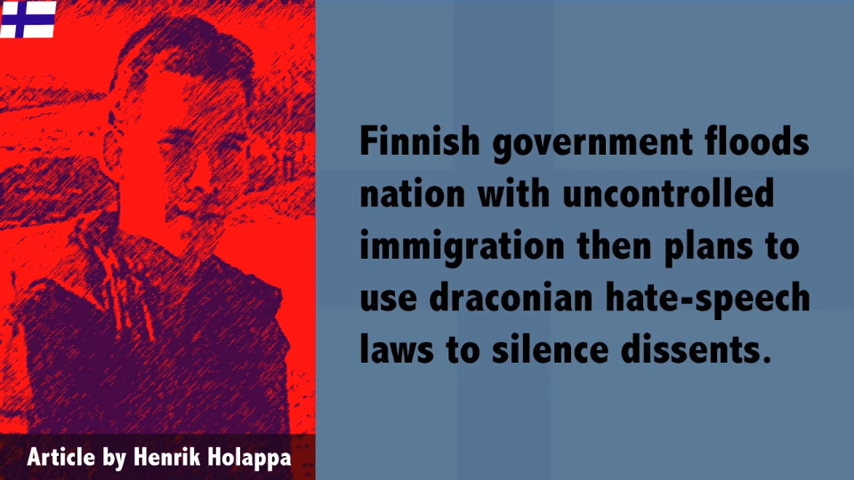 Finnish government floods
nation with uncontrolled
immigration then plans to
use draconian hate-speech
laws to silence dissents.
Article by Henrik Holappa